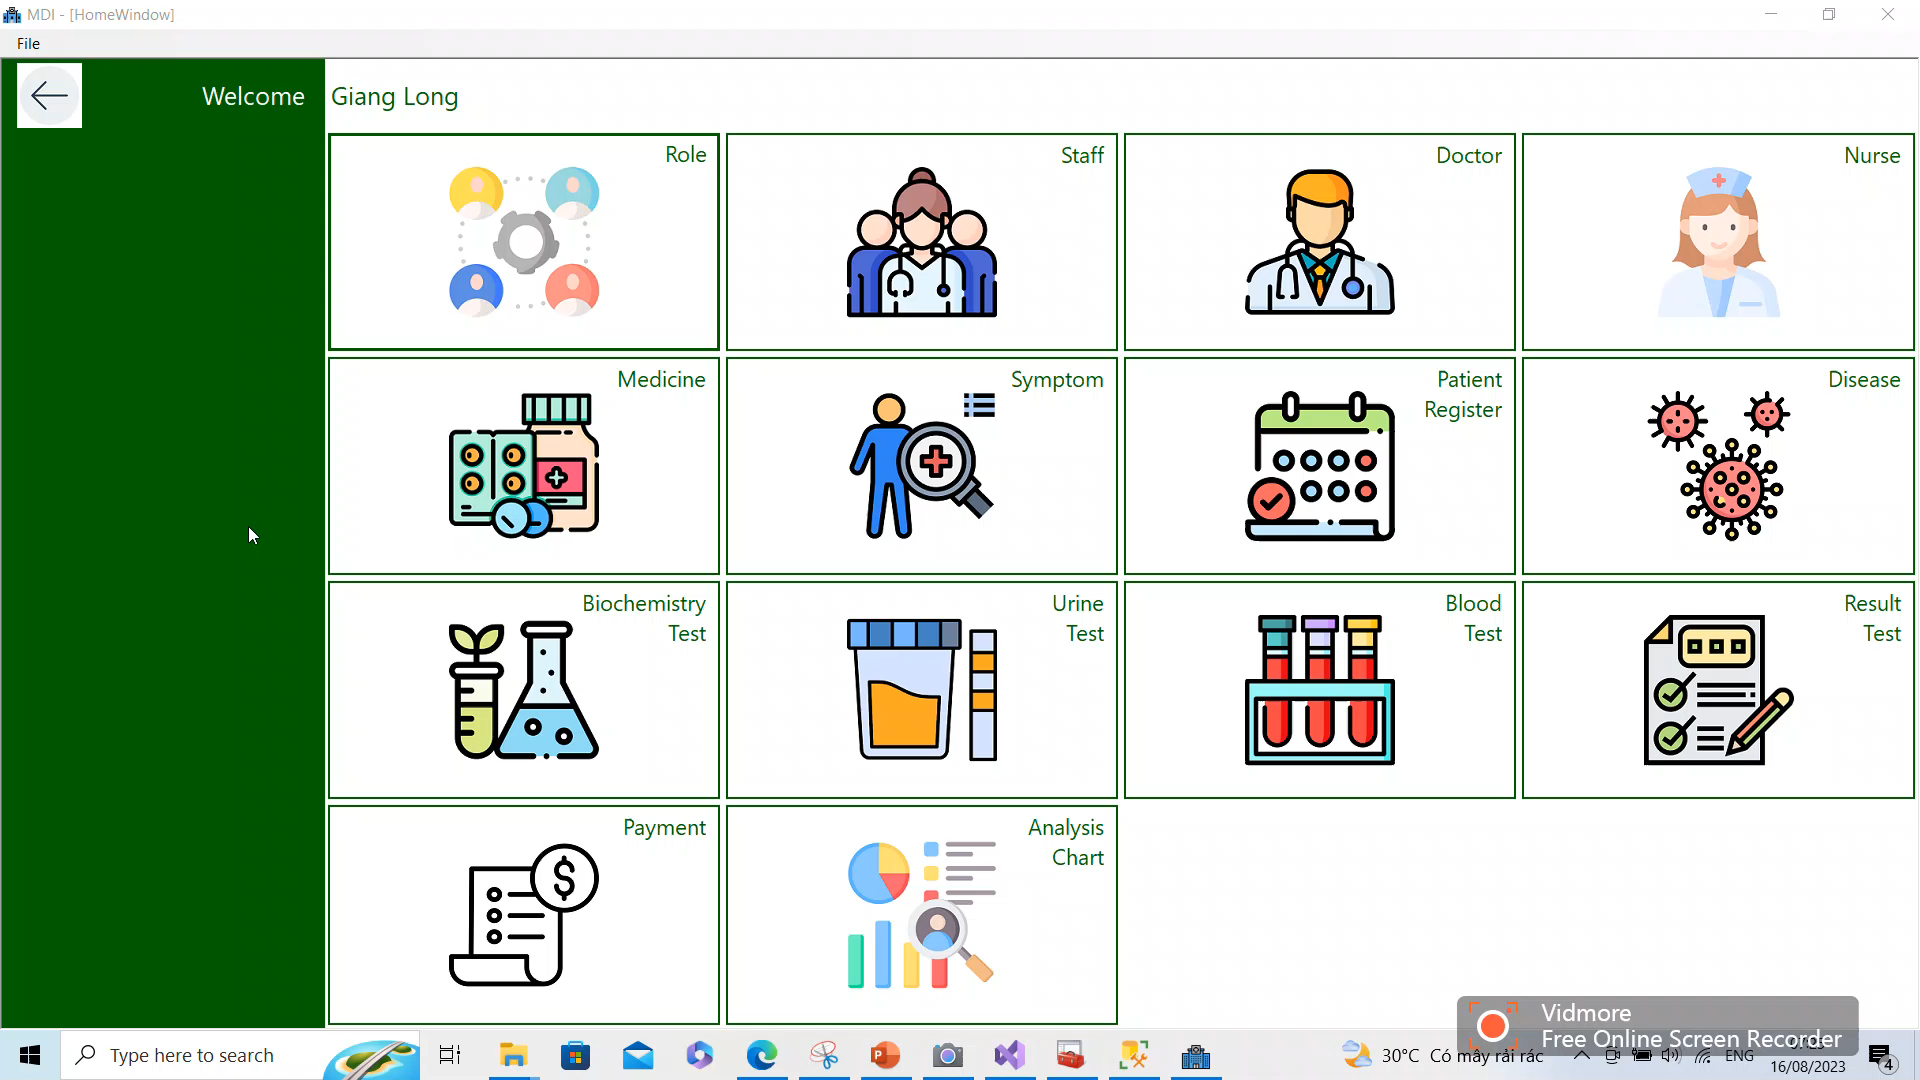 MDI - [HomeWindow]
File
Welcome
Giang Long
Role
Staff
Doctor
Nurse
Medicine
Symptom
Patient
Register
Disease
Biochemistry
Test
Urine
Test
Blood
Test
Result
Test
Payment
Analysis
Chart
Vidmore
Free Online Screen Recorder
Type here to search
30°C Có mây rải rác
ENG
16/08/2023
4